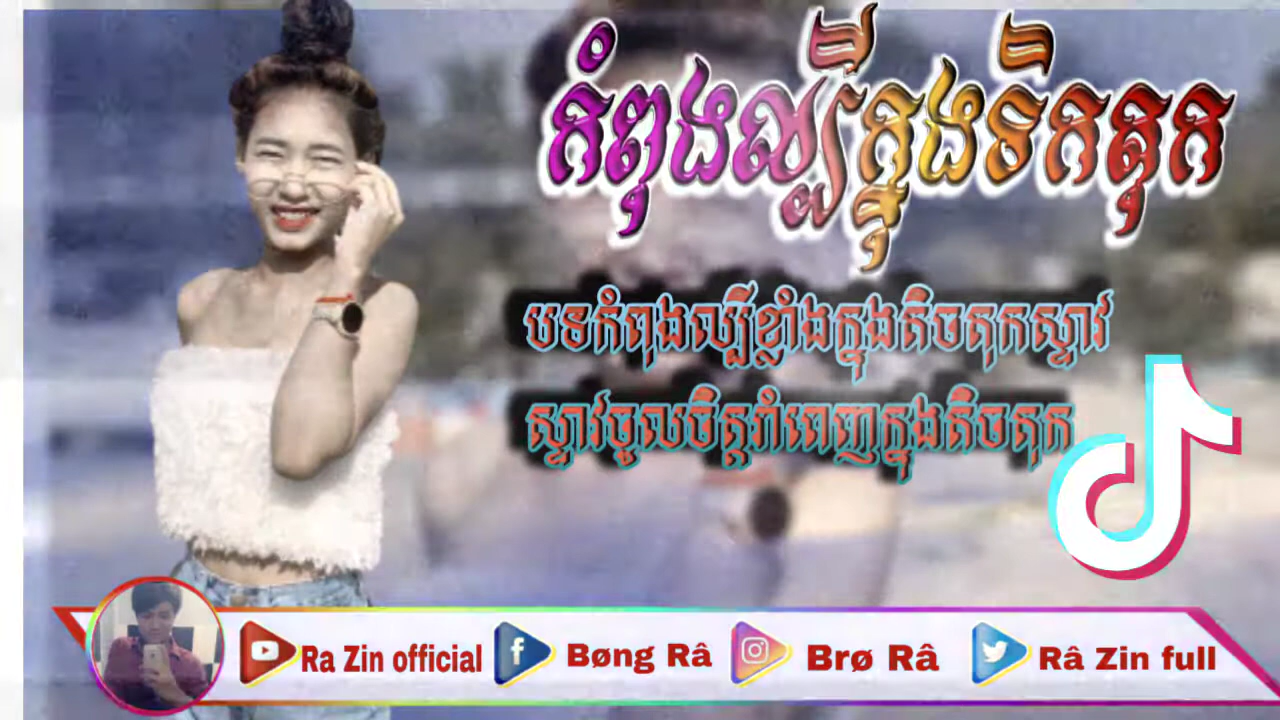 កំពុងល្បីក្នុងទិកតុក
បទកំពុងល្បីខ្លាំងក្នុងតិចតុកស្ទាវ
ស្ទាវចូលចិត្តរាំពេញក្នុងតិចតុក
Ra Zin official
Bøng Râ
Brø Râ
Râ Zin full